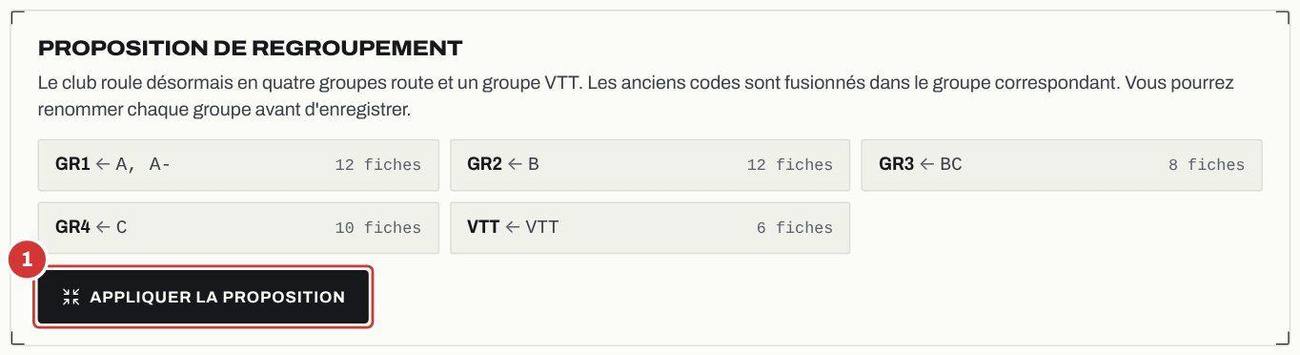 PROPOSITION DE REGROUPEMENT
Le club roule désormais en quatre groupes route et un groupe VTT. Les anciens codes sont fusionnés dans le groupe correspondant. Vous pourrez
renommer chaque groupe avant d'enregistrer.
GR1 ← A, A- 12 fiches
GR2 ← B 12 fiches
GR3 ← BC 8 fiches
GR4 ← C 10 fiches
VTT ← VTT 6 fiches
1
APPLIQUER LA PROPOSITION